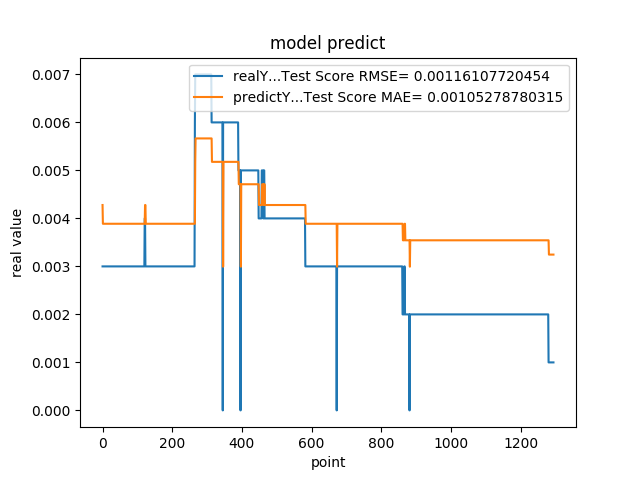 model predict
realY...Test Score RMSE= 0.00116107720454
predictY...Test Score MAE= 0.00105278780315
0.007
0.006
0.005
0.004
0.003
0.002
0.001
0.000
real value
0 200 400 600 800 1000 1200
point